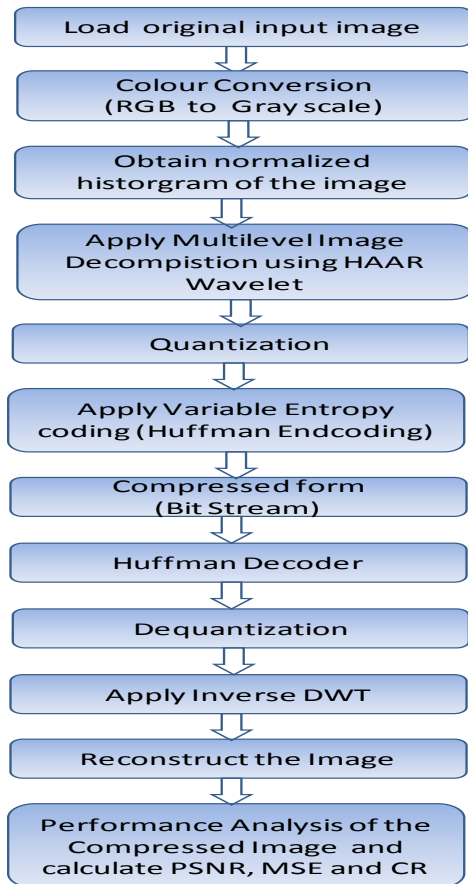 Load original input image
Colour Conversion
(RGB to Gray scale)
Obtain normalized
historgram of the image
Apply Multilevel Image
Decompistion using HAAR
Wavelet
Quantization
Apply Variable Entropy
coding (Huffman Endcoding)
Compressed form
(Bit Stream)
Huffman Decoder
Dequantization
Apply Inverse DWT
Reconstruct the Image
Performance Analysis of the
Compressed Image and
calculate PSNR, MSE and CR